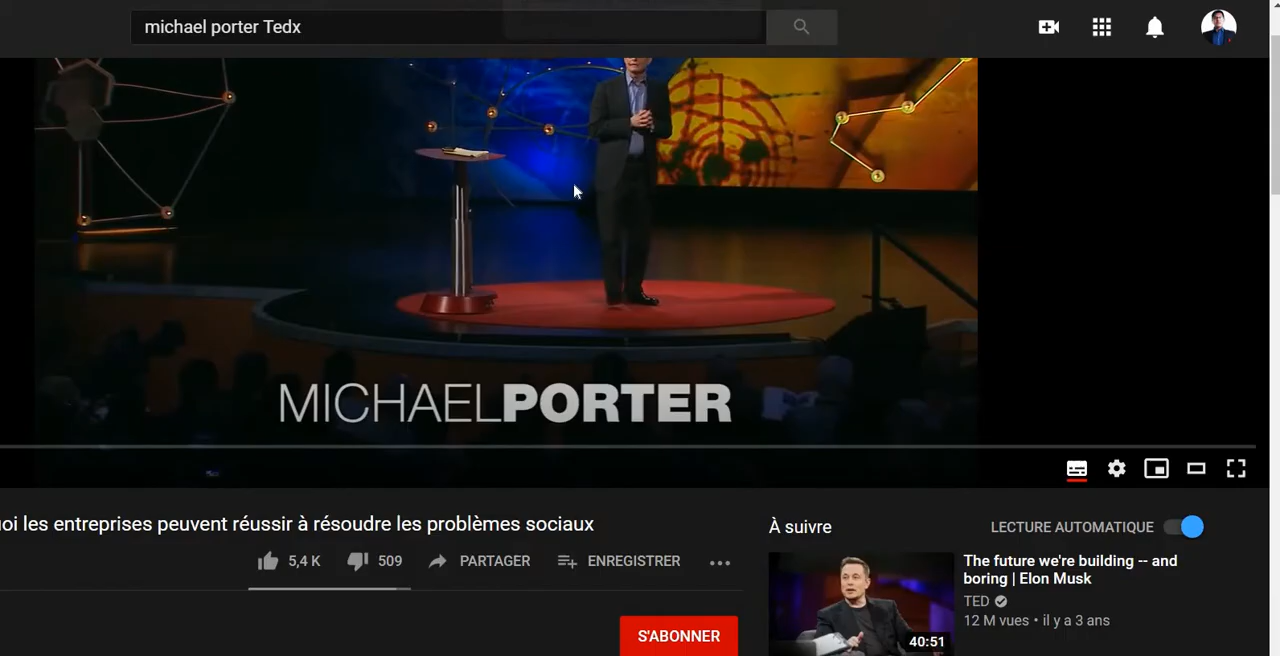 michael porter Tedx
MICHAELPORTER
oi les entreprises peuvent réussir à résoudre les problèmes sociaux
5,4 K
509
PARTAGER
ENREGISTRER
S'ABONNER
À suivre
LECTURE AUTOMATIQUE
The future we're building -- and
boring | Elon Musk
TED
12 M vues • il y a 3 ans
40:51